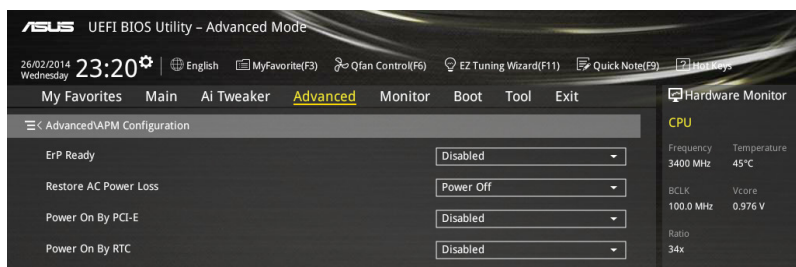 ASUS UEFI BIOS Utility – Advanced Mode
26/02/2014
Wednesday
23:20
English
MyFavorite(F3)
Qfan Control(F6)
EZ Tuning Wizard(F11)
Quick Note(F9)
? Hot Keys
My Favorites
Main
Ai Tweaker
Advanced
Monitor
Boot
Tool
Exit
Hardware Monitor
< Advanced\APM Configuration
ErP Ready Disabled
Restore AC Power Loss Power Off
Power On By PCI-E Disabled
Power On By RTC Disabled
CPU
Frequency Temperature
3400 MHz 45°C
BCLK Vcore
100.0 MHz 0.976 V
Ratio
34x